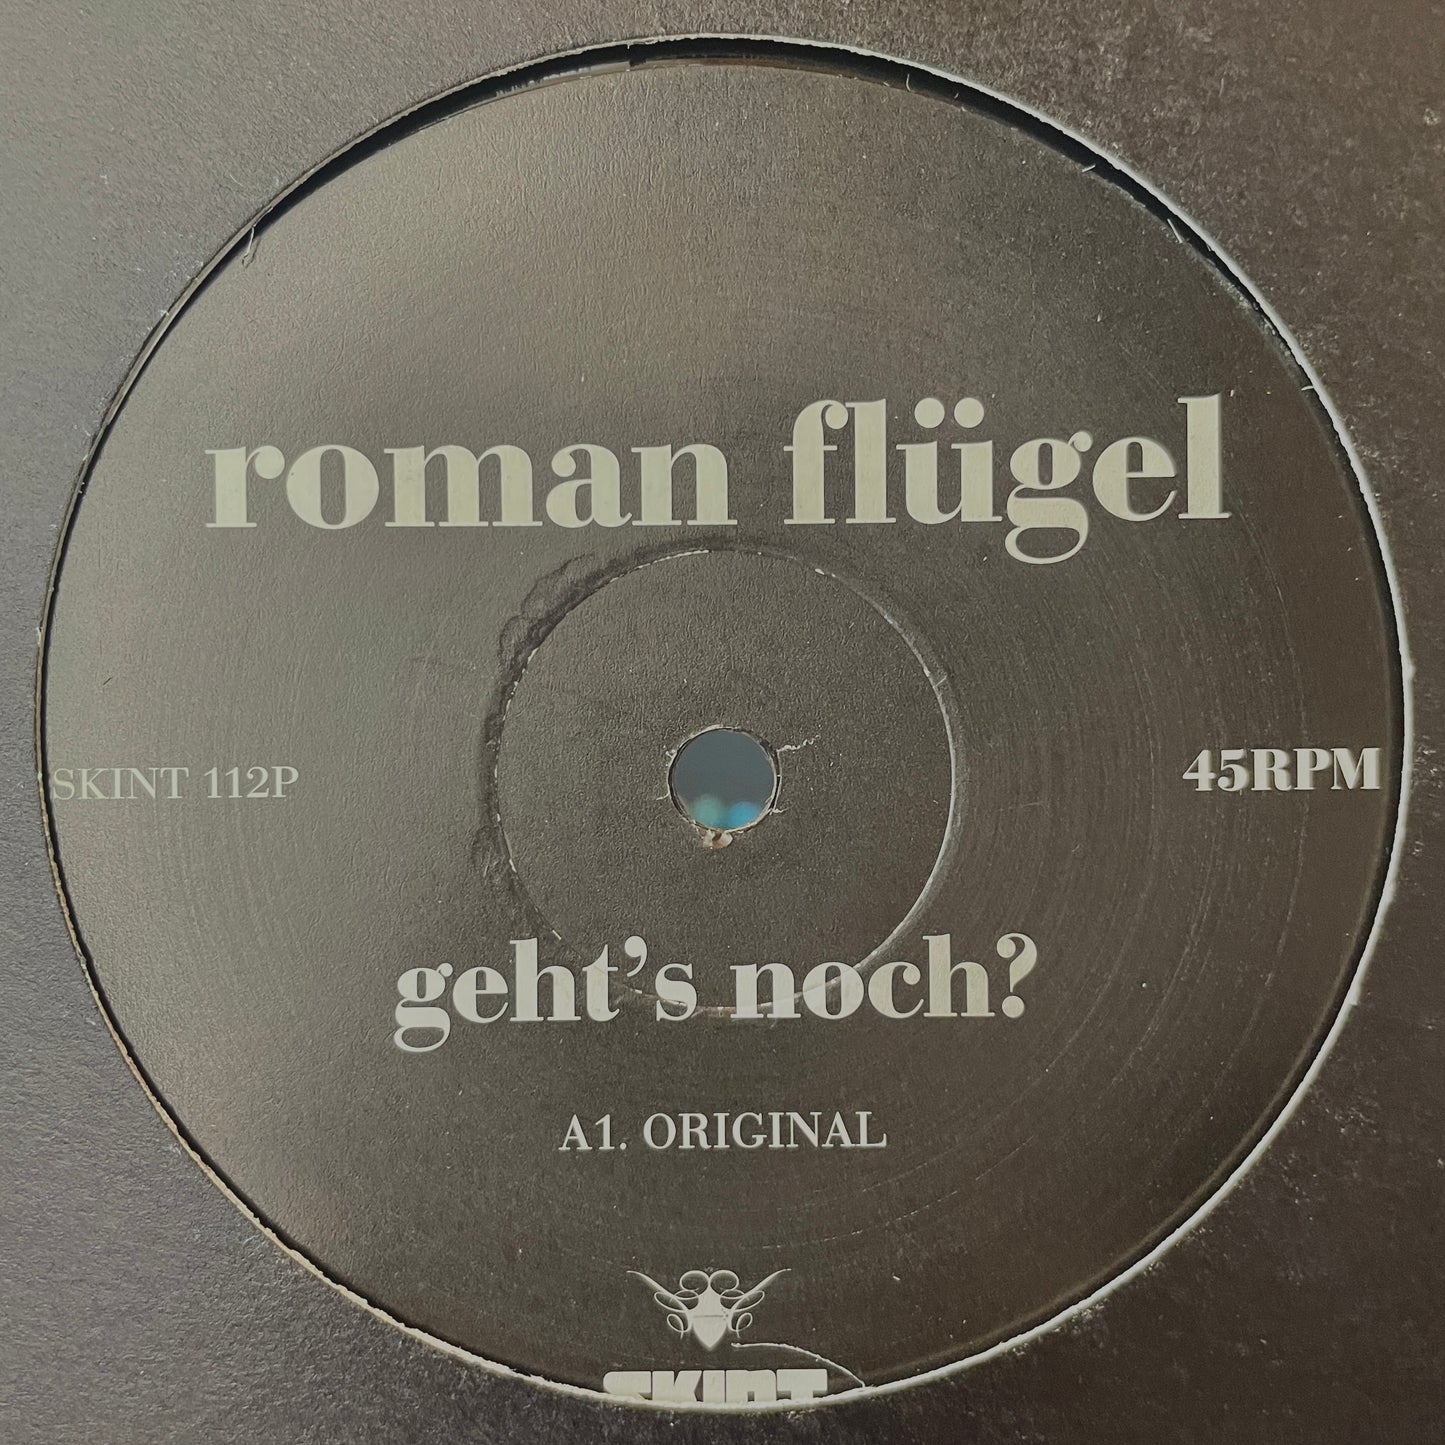 roman flügel
SKINT 112P
45RPM
geht's noch?
A1. ORIGINAL
SKINT